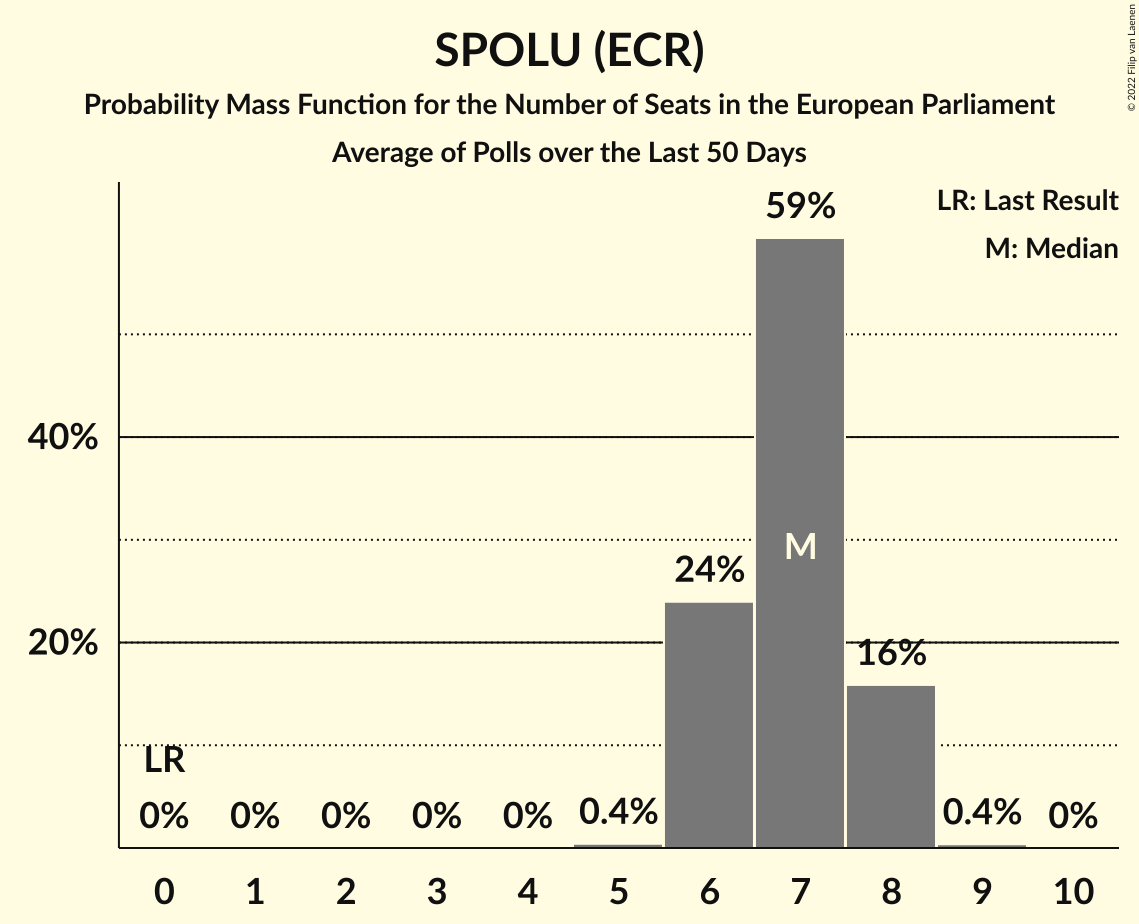 SPOLU (ECR)
Probability Mass Function for the Number of Seats in the European Parliament
Average of Polls over the Last 50 Days
© 2022 Filip van Laenen
LR: Last Result
M: Median
59%
40%
M
24%
20%
16%
LR
0% 0% 0% 0% 0% 0.4% 0.4% 0%
0 1 2 3 4 5 6 7 8 9 10